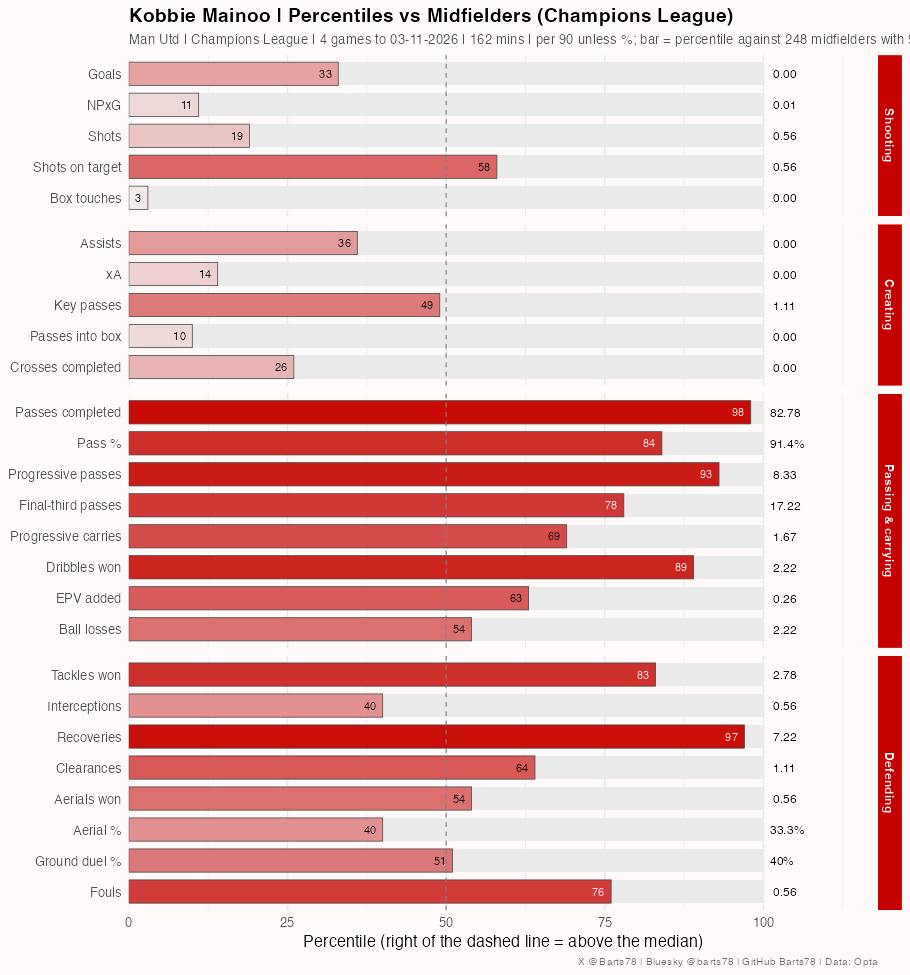 Kobbie Mainoo | Percentiles vs Midfielders (Champions League)
Man Utd | Champions League | 4 games to 03-11-2026 | 162 mins | per 90 unless %; bar = percentile against 248 midfielders with
Shooting
Goals 33 0.00
NPxG 11 0.01
Shots 19 0.56
Shots on target 58 0.56
Box touches 3 0.00
Creating
Assists 36 0.00
xA 14 0.00
Key passes 49 1.11
Passes into box 10 0.00
Crosses completed 26 0.00
Passing & carrying
Passes completed 98 82.78
Pass % 84 91.4%
Progressive passes 93 8.33
Final-third passes 78 17.22
Progressive carries 69 1.67
Dribbles won 89 2.22
EPV added 63 0.26
Ball losses 54 2.22
Defending
Tackles won 83 2.78
Interceptions 40 0.56
Recoveries 97 7.22
Clearances 64 1.11
Aerials won 54 0.56
Aerial % 40 33.3%
Ground duel % 51 40%
Fouls 76 0.56
0 25 50 75 100
Percentile (right of the dashed line = above the median)
X @Barts78 | Bluesky @barts78 | GitHub Barts78 | Data: Opta